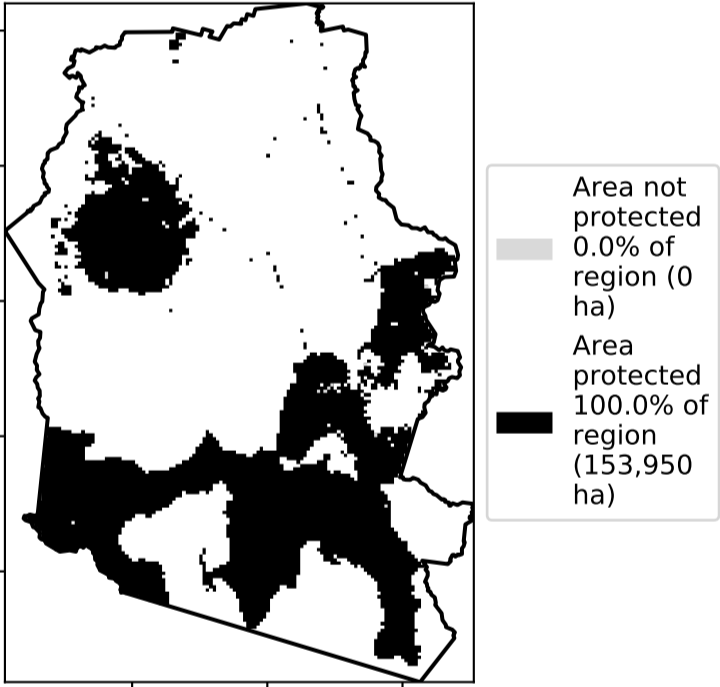 Area not
protected
0.0% of
region (0
ha)
Area
protected
100.0% of
region
(153,950
ha)